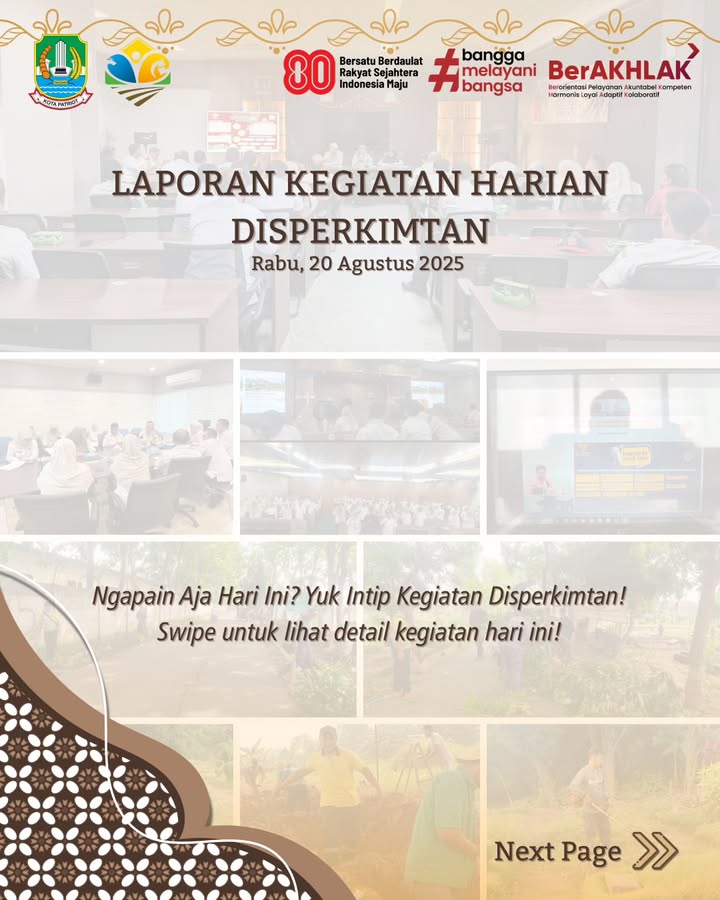 KOTA PATRIOT
80
Bersatu Berdaulat
Rakyat Sejahtera
Indonesia Maju
#bangga
melayani
bangsa
BerAKHLAK
Berorientasi Pelayanan Akuntabel Kompeten
Harmonis Loyal Adaptif Kolaboratif
LAPORAN KEGIATAN HARIAN
DISPERKIMTAN
Rabu, 20 Agustus 2025
Ngapain Aja Hari Ini? Yuk Intip Kegiatan Disperkimtan!
Swipe untuk lihat detail kegiatan hari ini!
Next Page